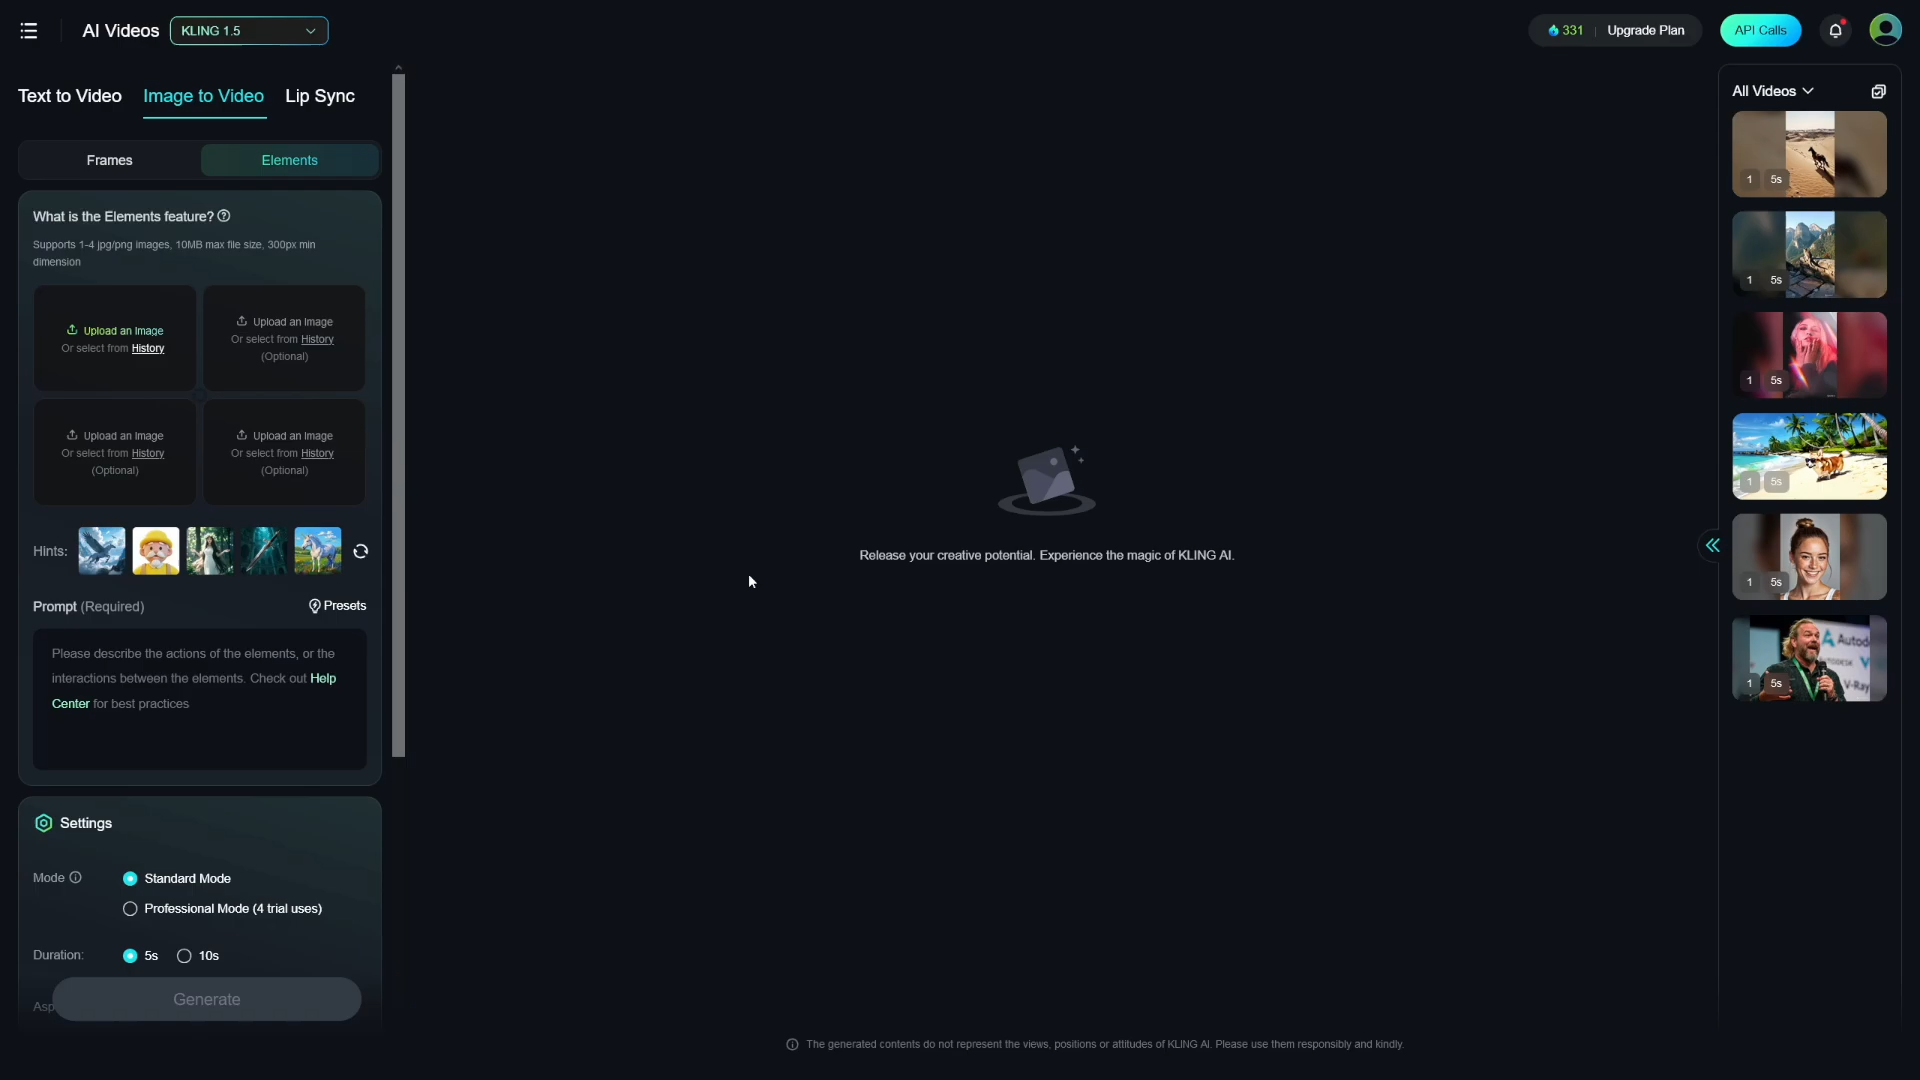 AI Videos
KLING 1.5
331
Upgrade Plan
API Calls
Text to Video
Image to Video
Lip Sync
Frames
Elements
What is the Elements feature?
Supports 1-4 jpg/png images, 10MB max file size, 300px min
dimension
Upload an Image
Or select from History
Upload an Image
Or select from History
(Optional)
Upload an Image
Or select from History
(Optional)
Upload an Image
Or select from History
(Optional)
Hints:
Prompt (Required)
Presets
Please describe the actions of the elements, or the
interactions between the elements. Check out Help
Center for best practices
Settings
Mode
Standard Mode
Professional Mode (4 trial uses)
Duration:
5s
10s
Asp
Generate
Release your creative potential. Experience the magic of KLING AI.
The generated contents do not represent the views, positions or attitudes of KLING AI. Please use them responsibly and kindly.
All Videos
1 5s
1 5s
1 5s
1 5s
1 5s
Autod
AUTODESK
V-Ray
1 5s